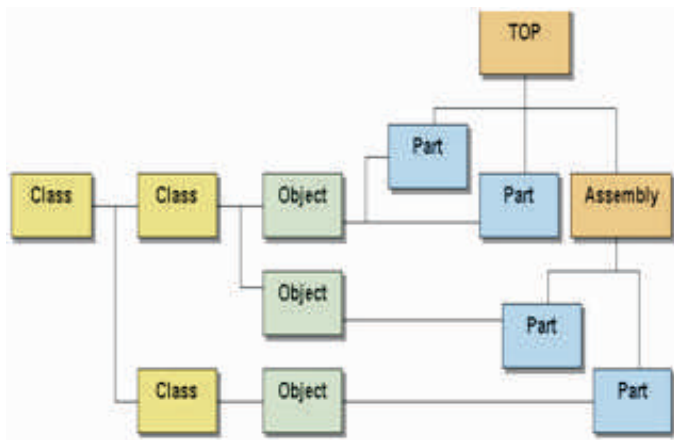 TOP
Part
Class
Class
Object
Part
Assembly
Object
Part
Class
Object
Part